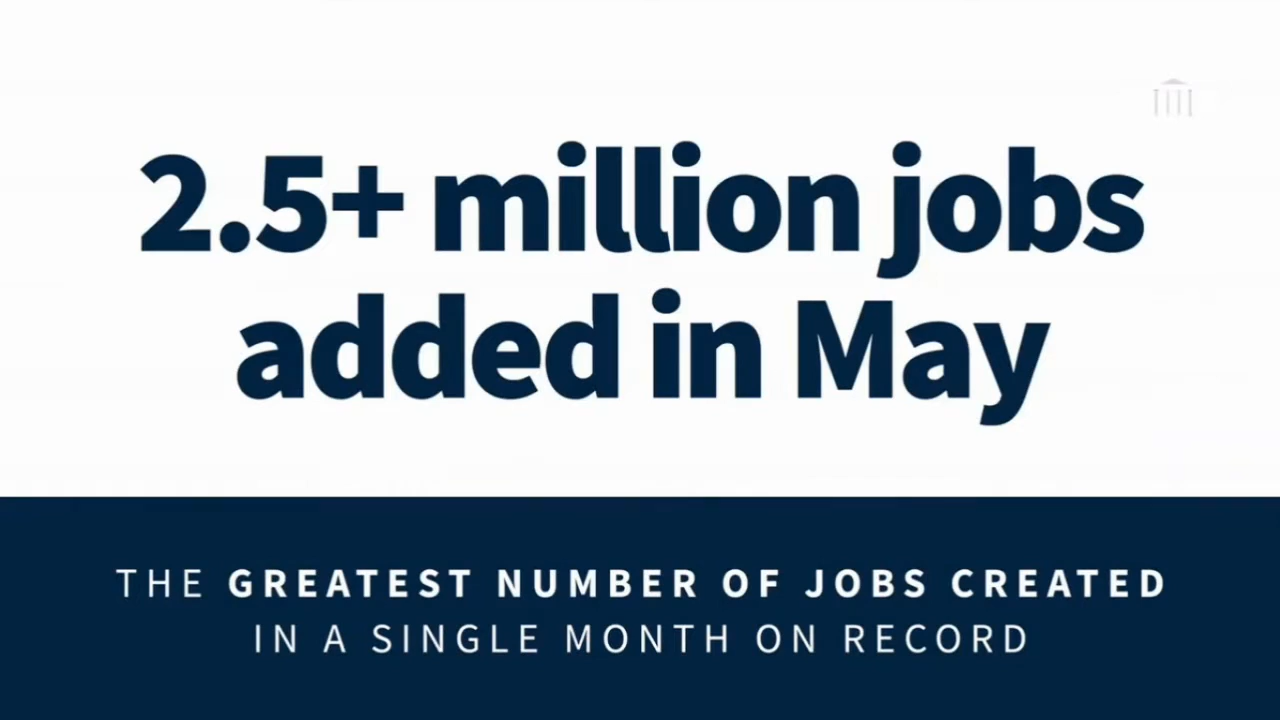 2.5+ million jobs
added in May
THE GREATEST NUMBER OF JOBS CREATED
IN A SINGLE MONTH ON RECORD